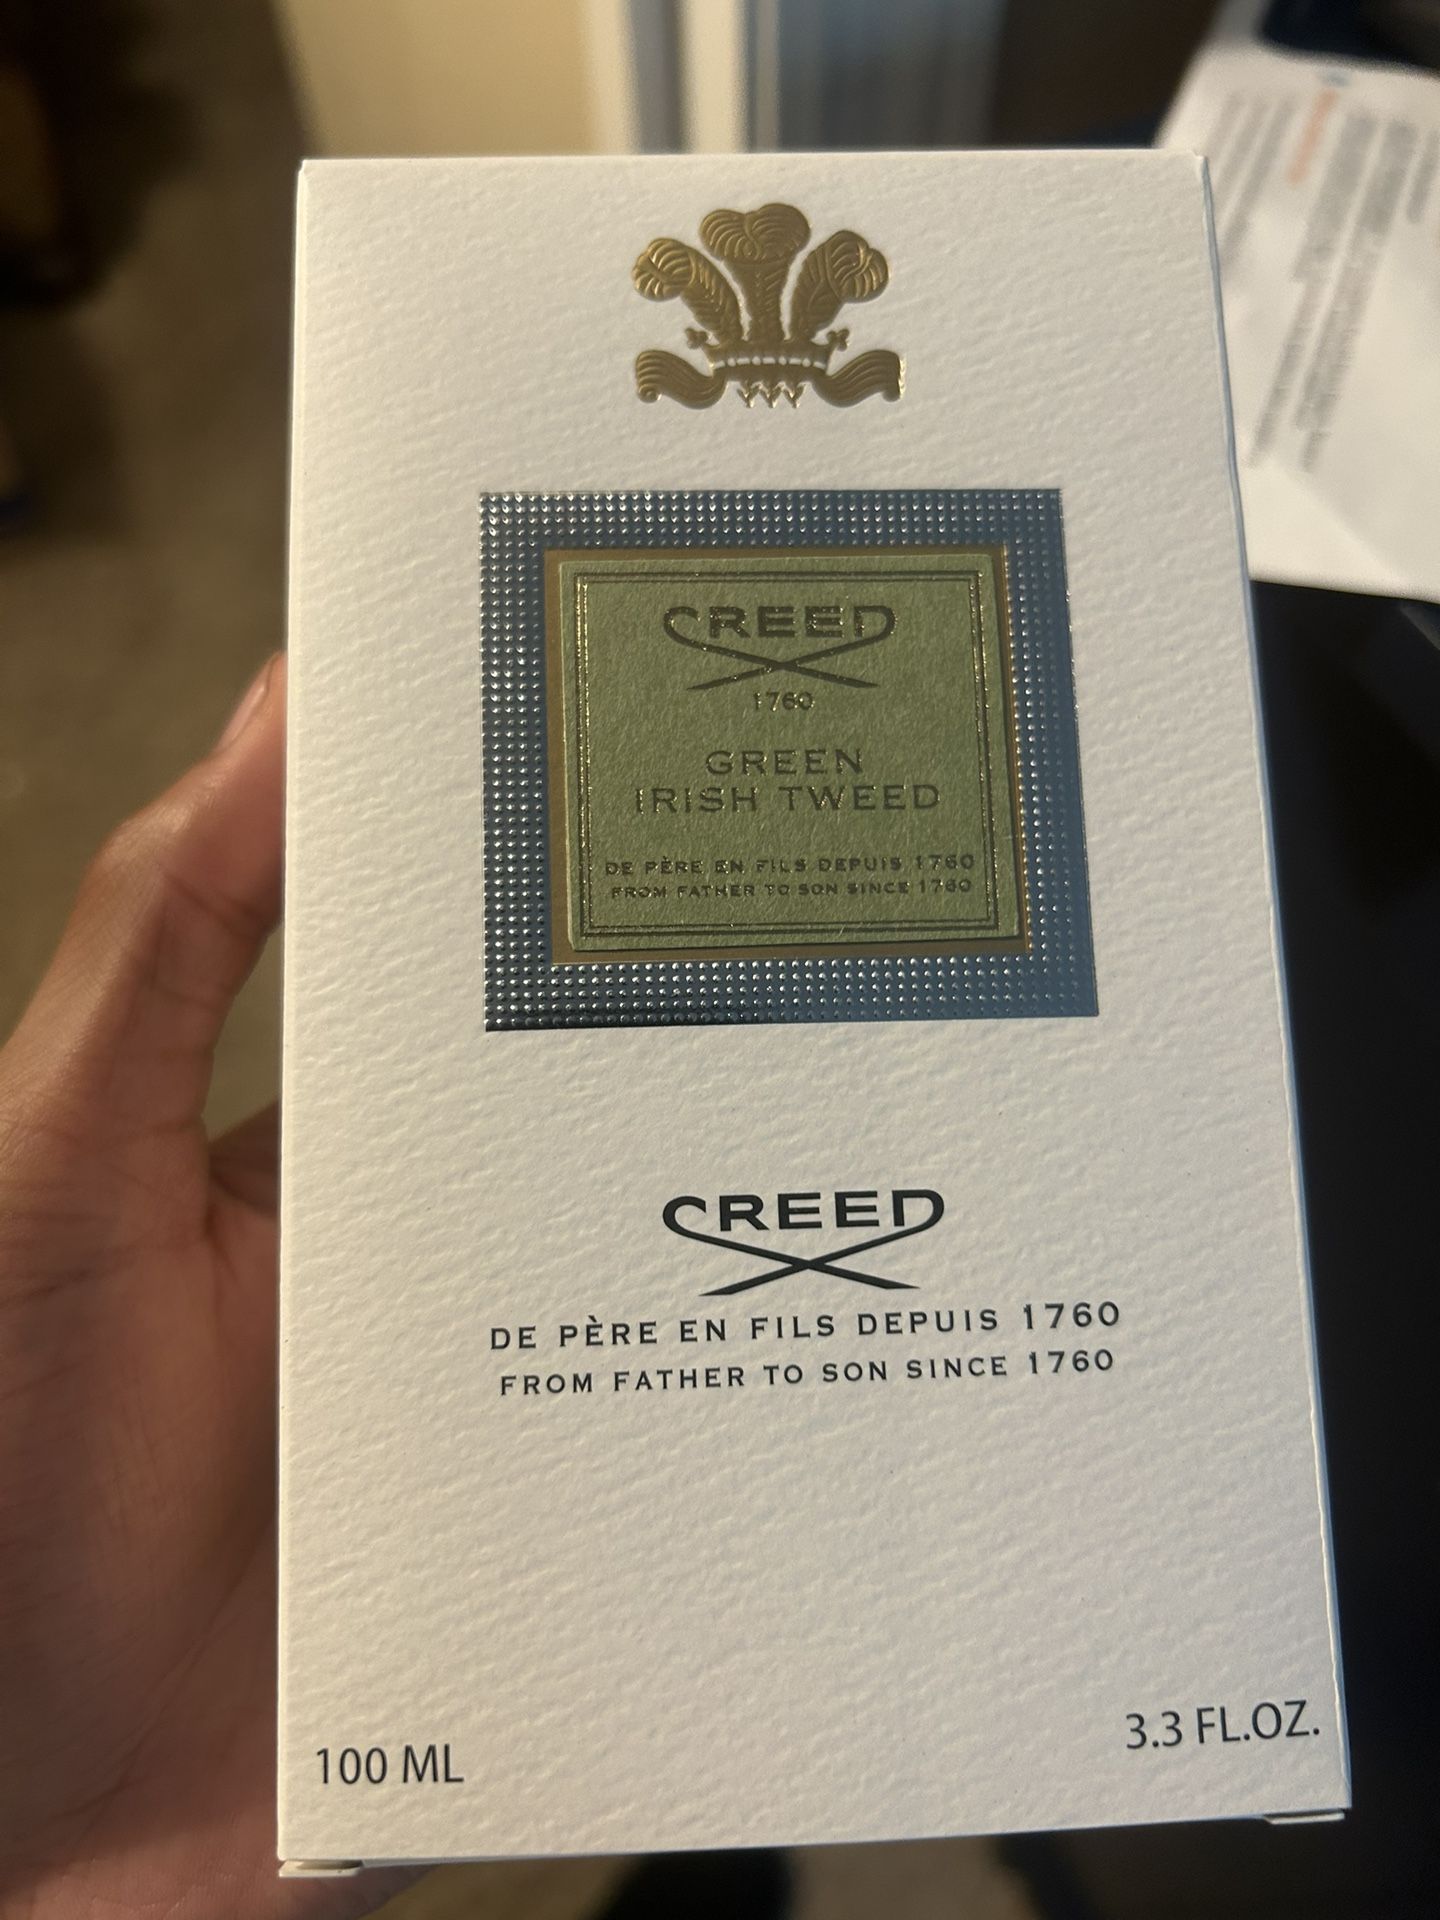 CREED
1760
GREEN
IRISH TWEED
DE PÈRE EN FILS DEPUIS 1760
FROM FATHER TO SON SINCE 1760
CREED
DE PÈRE EN FILS DEPUIS 1760
FROM FATHER TO SON SINCE 1760
100 ML
3.3 FL.OZ.